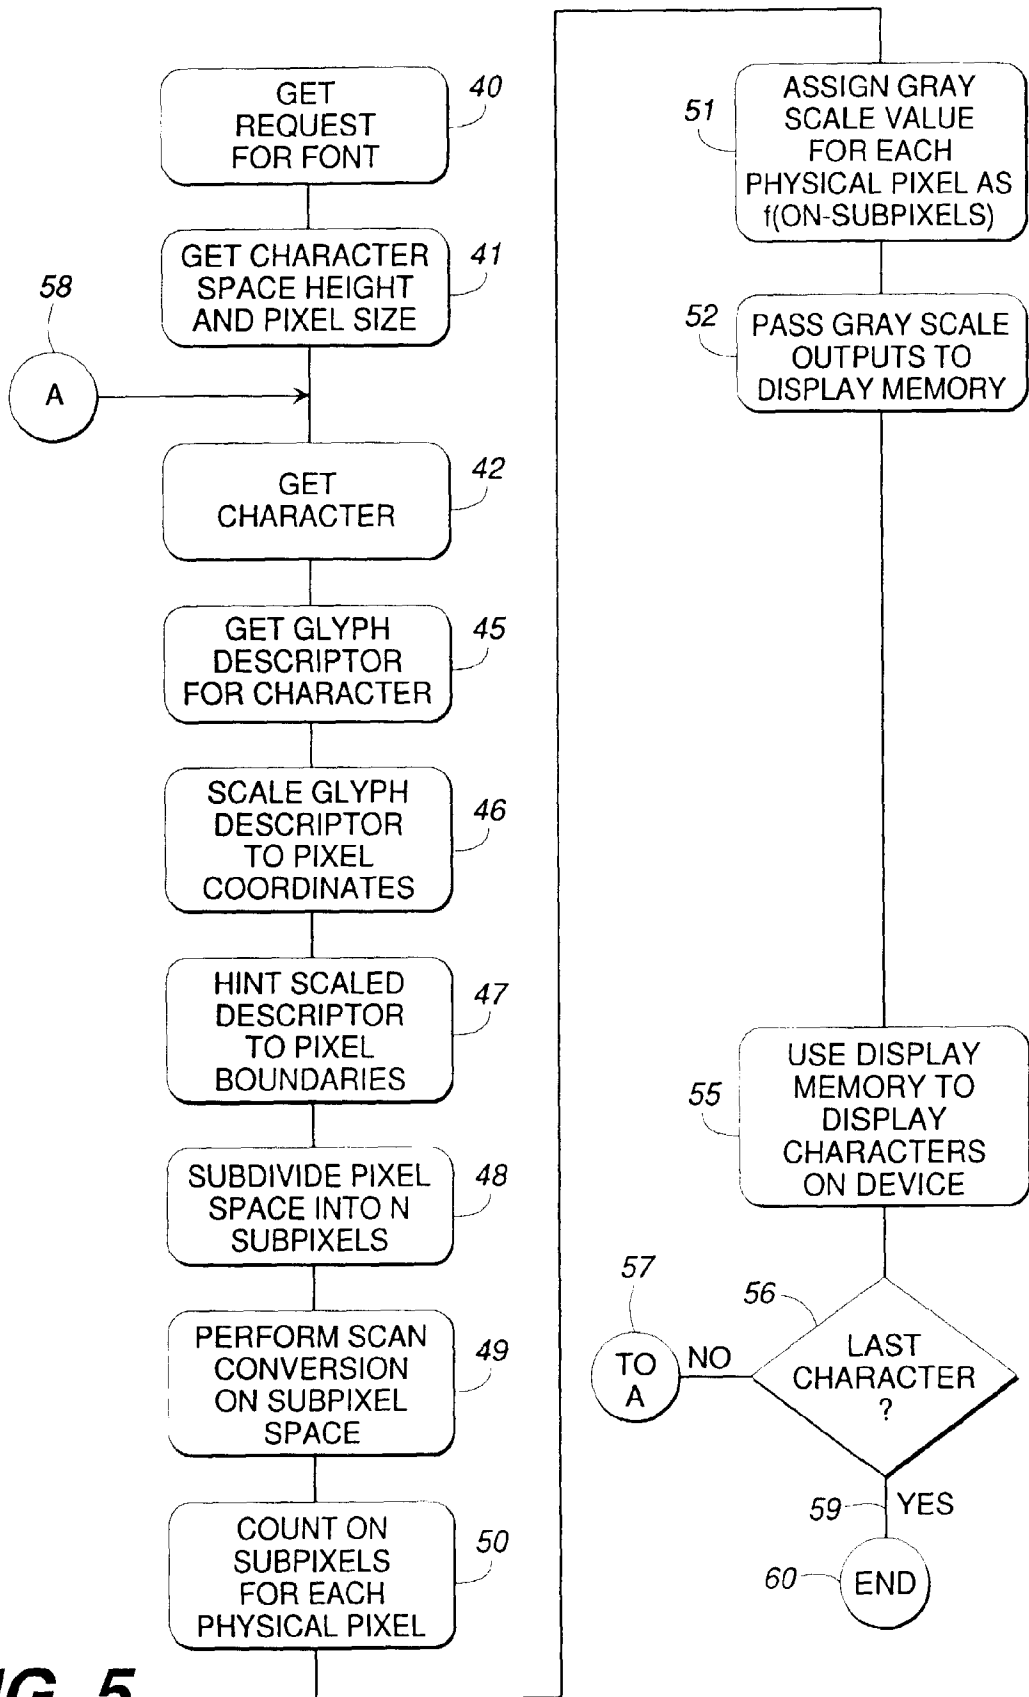 GET
REQUEST
FOR FONT
40
GET CHARACTER
SPACE HEIGHT
AND PIXEL SIZE
41
58
A
GET
CHARACTER
42
GET GLYPH
DESCRIPTOR
FOR CHARACTER
45
SCALE GLYPH
DESCRIPTOR
TO PIXEL
COORDINATES
46
HINT SCALED
DESCRIPTOR
TO PIXEL
BOUNDARIES
47
SUBDIVIDE PIXEL
SPACE INTO N
SUBPIXELS
48
PERFORM SCAN
CONVERSION
ON SUBPIXEL
SPACE
49
COUNT ON
SUBPIXELS
FOR EACH
PHYSICAL PIXEL
50
51
ASSIGN GRAY
SCALE VALUE
FOR EACH
PHYSICAL PIXEL AS
f(ON-SUBPIXELS)
52
PASS GRAY SCALE
OUTPUTS TO
DISPLAY MEMORY
55
USE DISPLAY
MEMORY TO
DISPLAY
CHARACTERS
ON DEVICE
56
LAST
CHARACTER
?
57
NO
TO
A
59
YES
60
END
5